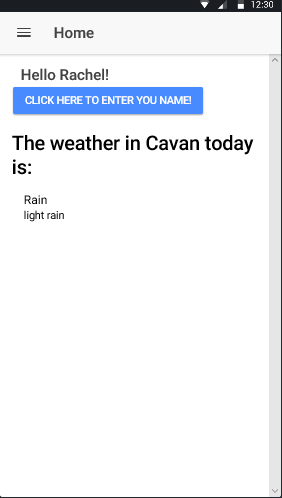 12:30
Home
Hello Rachel!
CLICK HERE TO ENTER YOU NAME!
The weather in Cavan today
is:
Rain
light rain